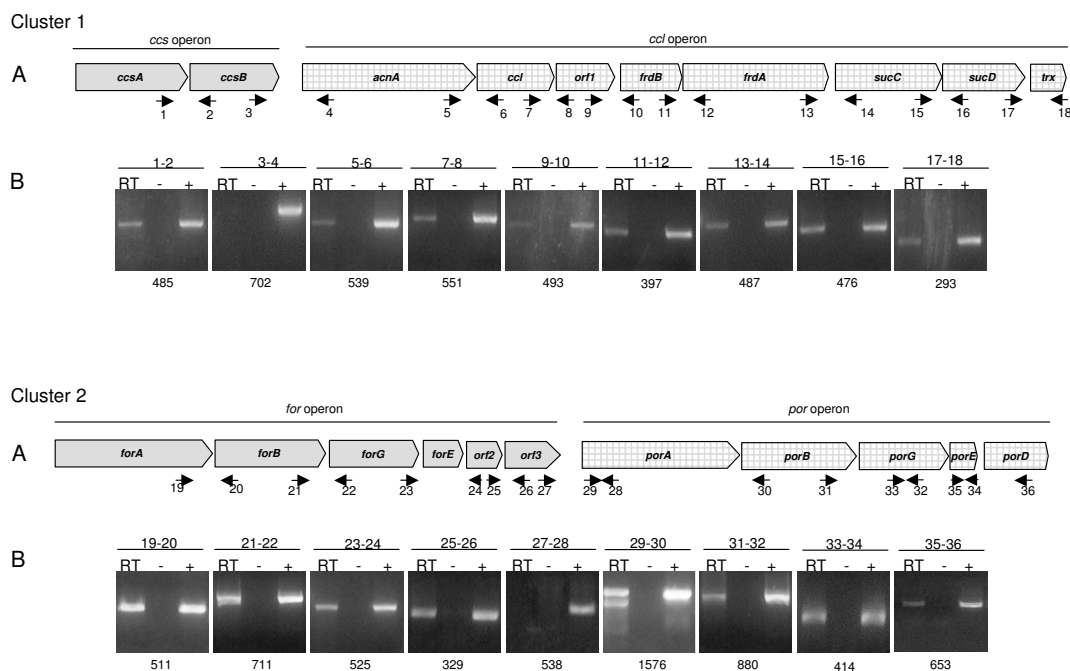 Cluster 1
ccs operon ccl operon
A ccsA ccsB acnA ccl orf1 frdB frdA sucC sucD trx
1 2 3 4 5 6 7 8 9 10 11 12 13 14 15 16 17 18
1-2 3-4 5-6 7-8 9-10 11-12 13-14 15-16 17-18
B RT - + RT - + RT - + RT - + RT - + RT - + RT - + RT - + RT - +
485 702 539 551 493 397 487 476 293
Cluster 2
for operon por operon
A forA forB forG forE orf2 orf3 porA porB porG porE porD
19 20 21 22 23 24 25 26 27 29 28 30 31 33 32 35 34 36
19-20 21-22 23-24 25-26 27-28 29-30 31-32 33-34 35-36
B RT - + RT - + RT - + RT - + RT - + RT - + RT - + RT - + RT - +
511 711 525 329 538 1576 880 414 653